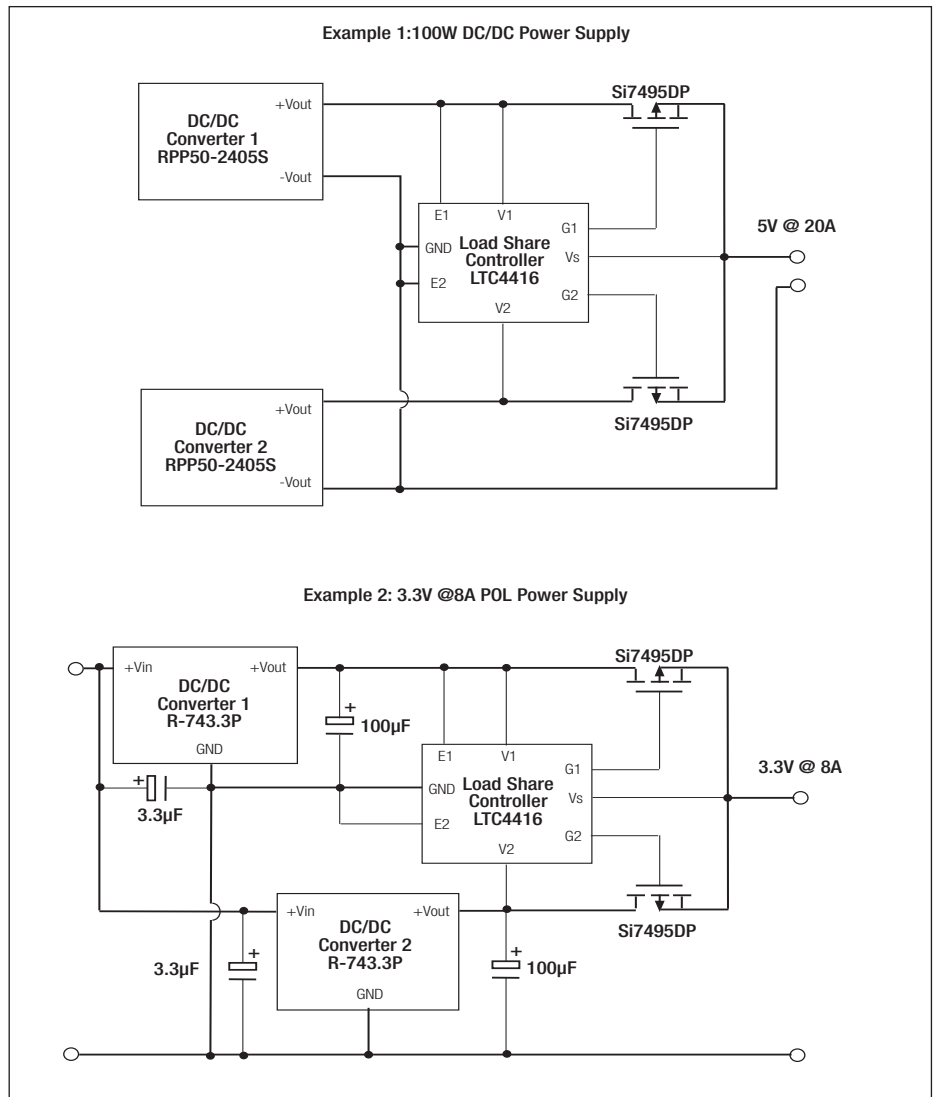 Example 1:100W DC/DC Power Supply
Si7495DP
+Vout
DC/DC
Converter 1
RPP50-2405S
-Vout
E1
V1
G1
5V @ 20A
GND
Load Share
Controller
LTC4416
Vs
E2
G2
V2
+Vout
DC/DC
Converter 2
RPP50-2405S
-Vout
Si7495DP
Example 2: 3.3V @8A POL Power Supply
Si7495DP
+Vin
+Vout
DC/DC
Converter 1
R-743.3P
GND
+
100µF
E1
V1
G1
3.3V @ 8A
+
3.3µF
GND
Load Share
Controller
LTC4416
Vs
E2
G2
V2
+Vin
+Vout
DC/DC
Converter 2
R-743.3P
GND
Si7495DP
+
3.3µF
+
100µF